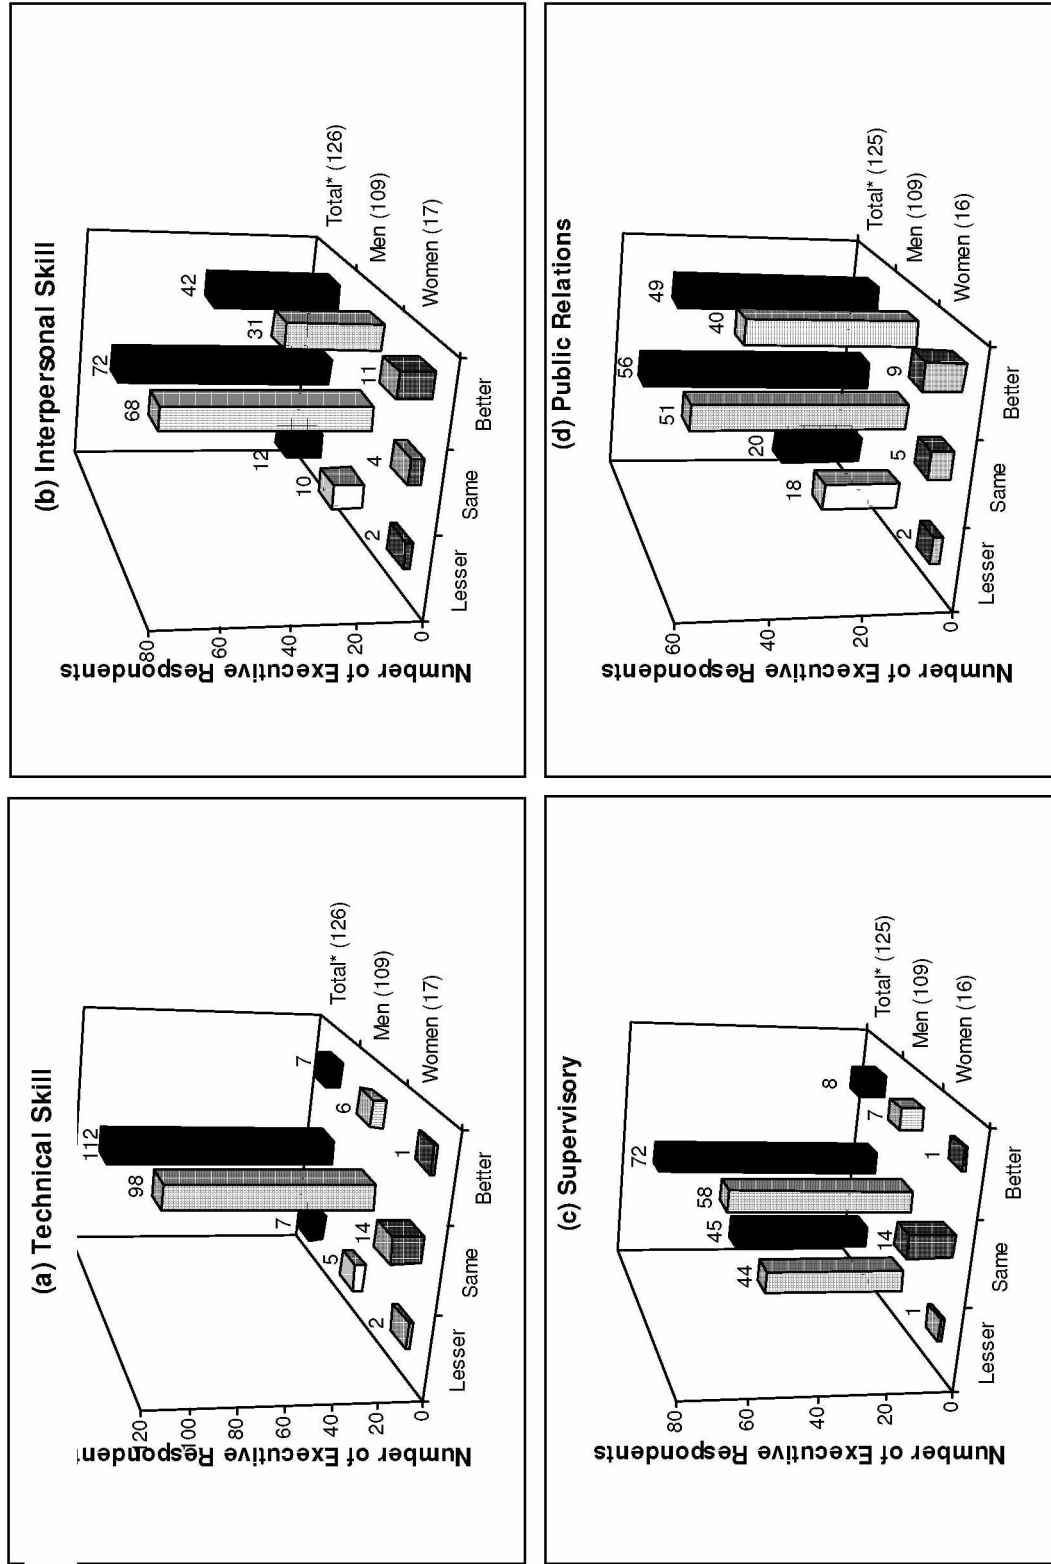 (a) Technical Skill
Number of Executive Respondents
120
100
80
60
40
20
0
2
5
7
14
98
112
1
6
7
Lesser
Same
Better
Women (17)
Men (109)
Total* (126)
(b) Interpersonal Skill
Number of Executive Respondents
80
60
40
20
0
2
10
12
4
68
72
11
31
42
Lesser
Same
Better
Women (17)
Men (109)
Total* (126)
(c) Supervisory
Number of Executive Respondents
80
60
40
20
0
1
44
45
14
58
72
1
7
8
Lesser
Same
Better
Women (16)
Men (109)
Total* (125)
(d) Public Relations
Number of Executive Respondents
60
40
20
0
2
18
20
5
51
56
9
40
49
Lesser
Same
Better
Women (16)
Men (109)
Total* (125)